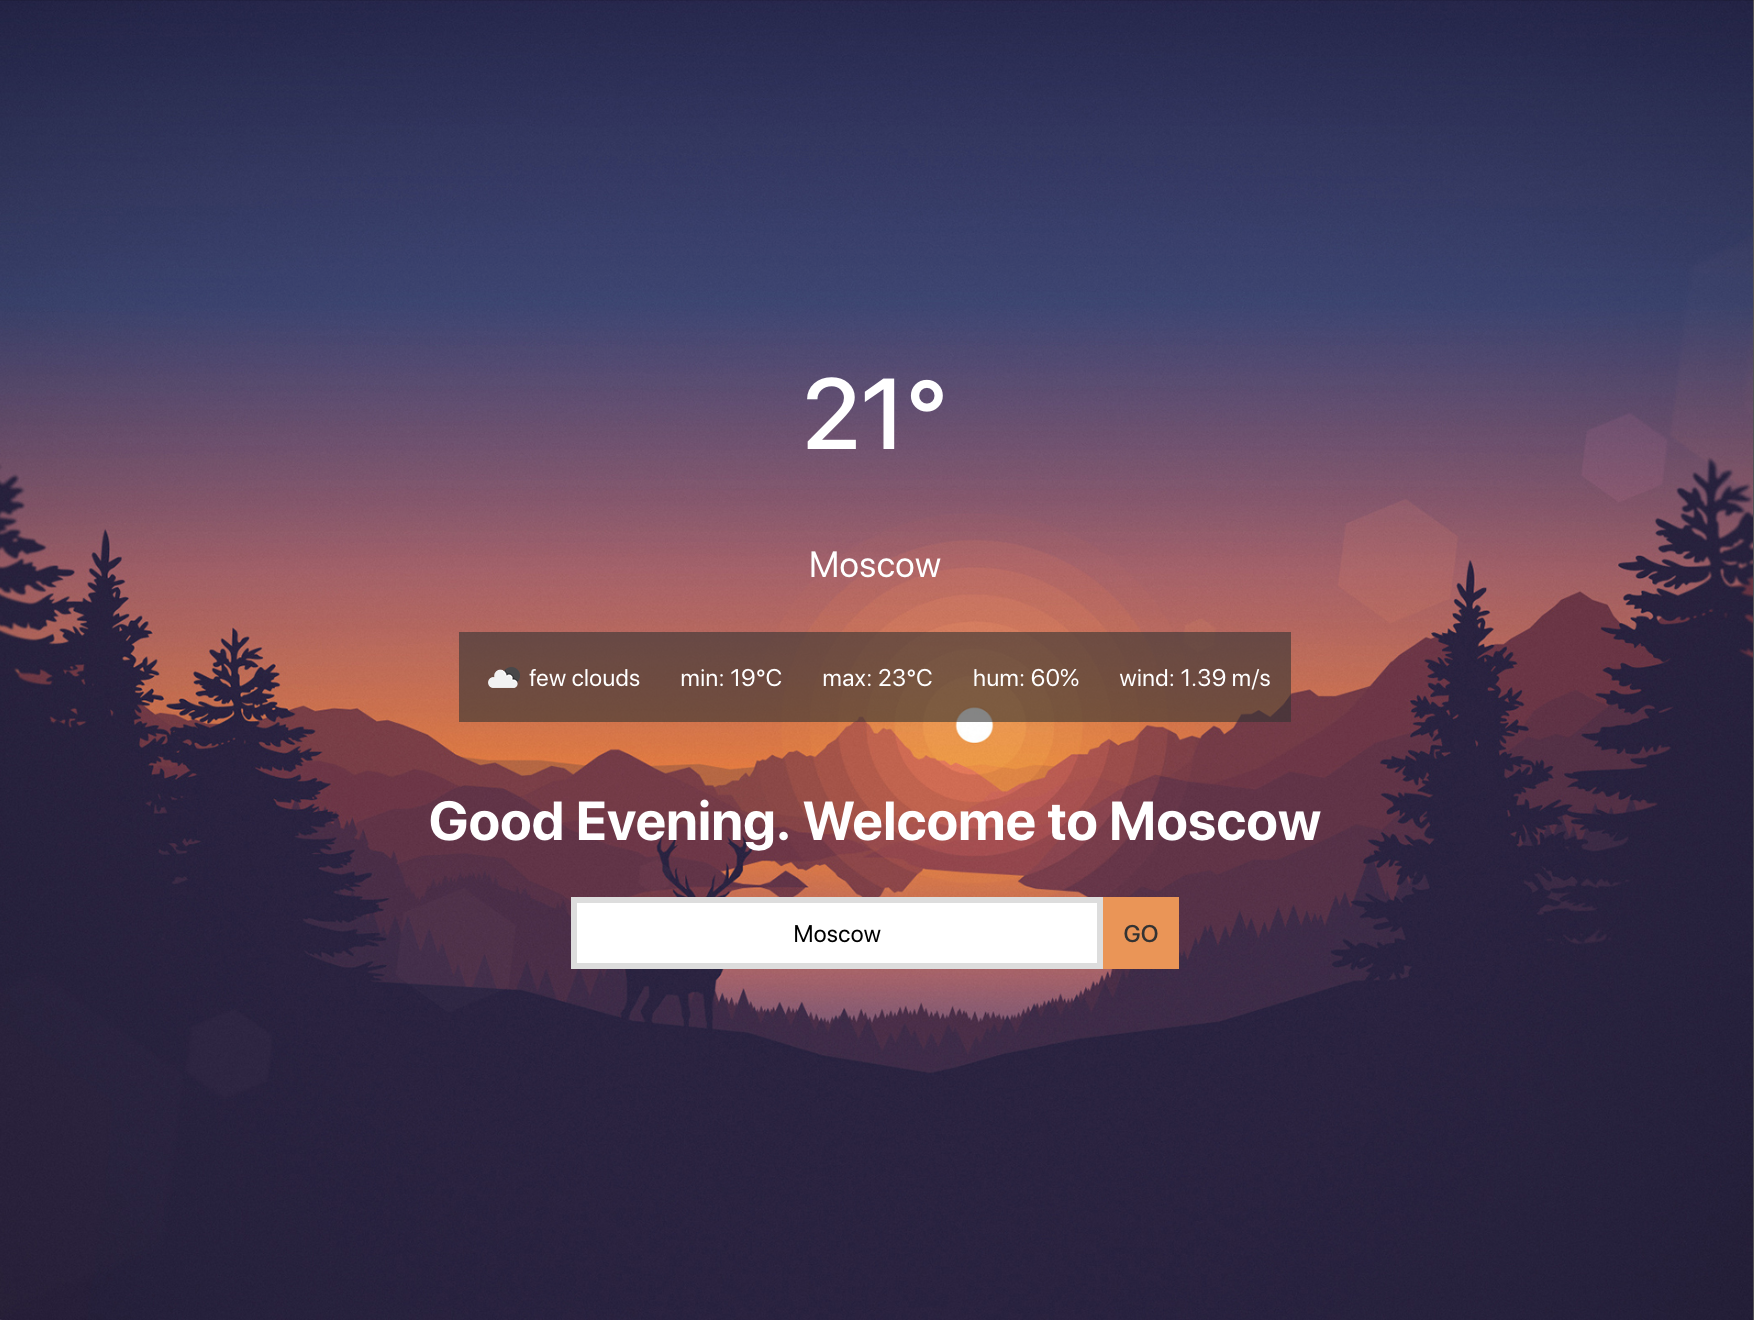 21°
Moscow
few clouds min: 19°C max: 23°C hum: 60% wind: 1.39 m/s
Good Evening. Welcome to Moscow
Moscow GO